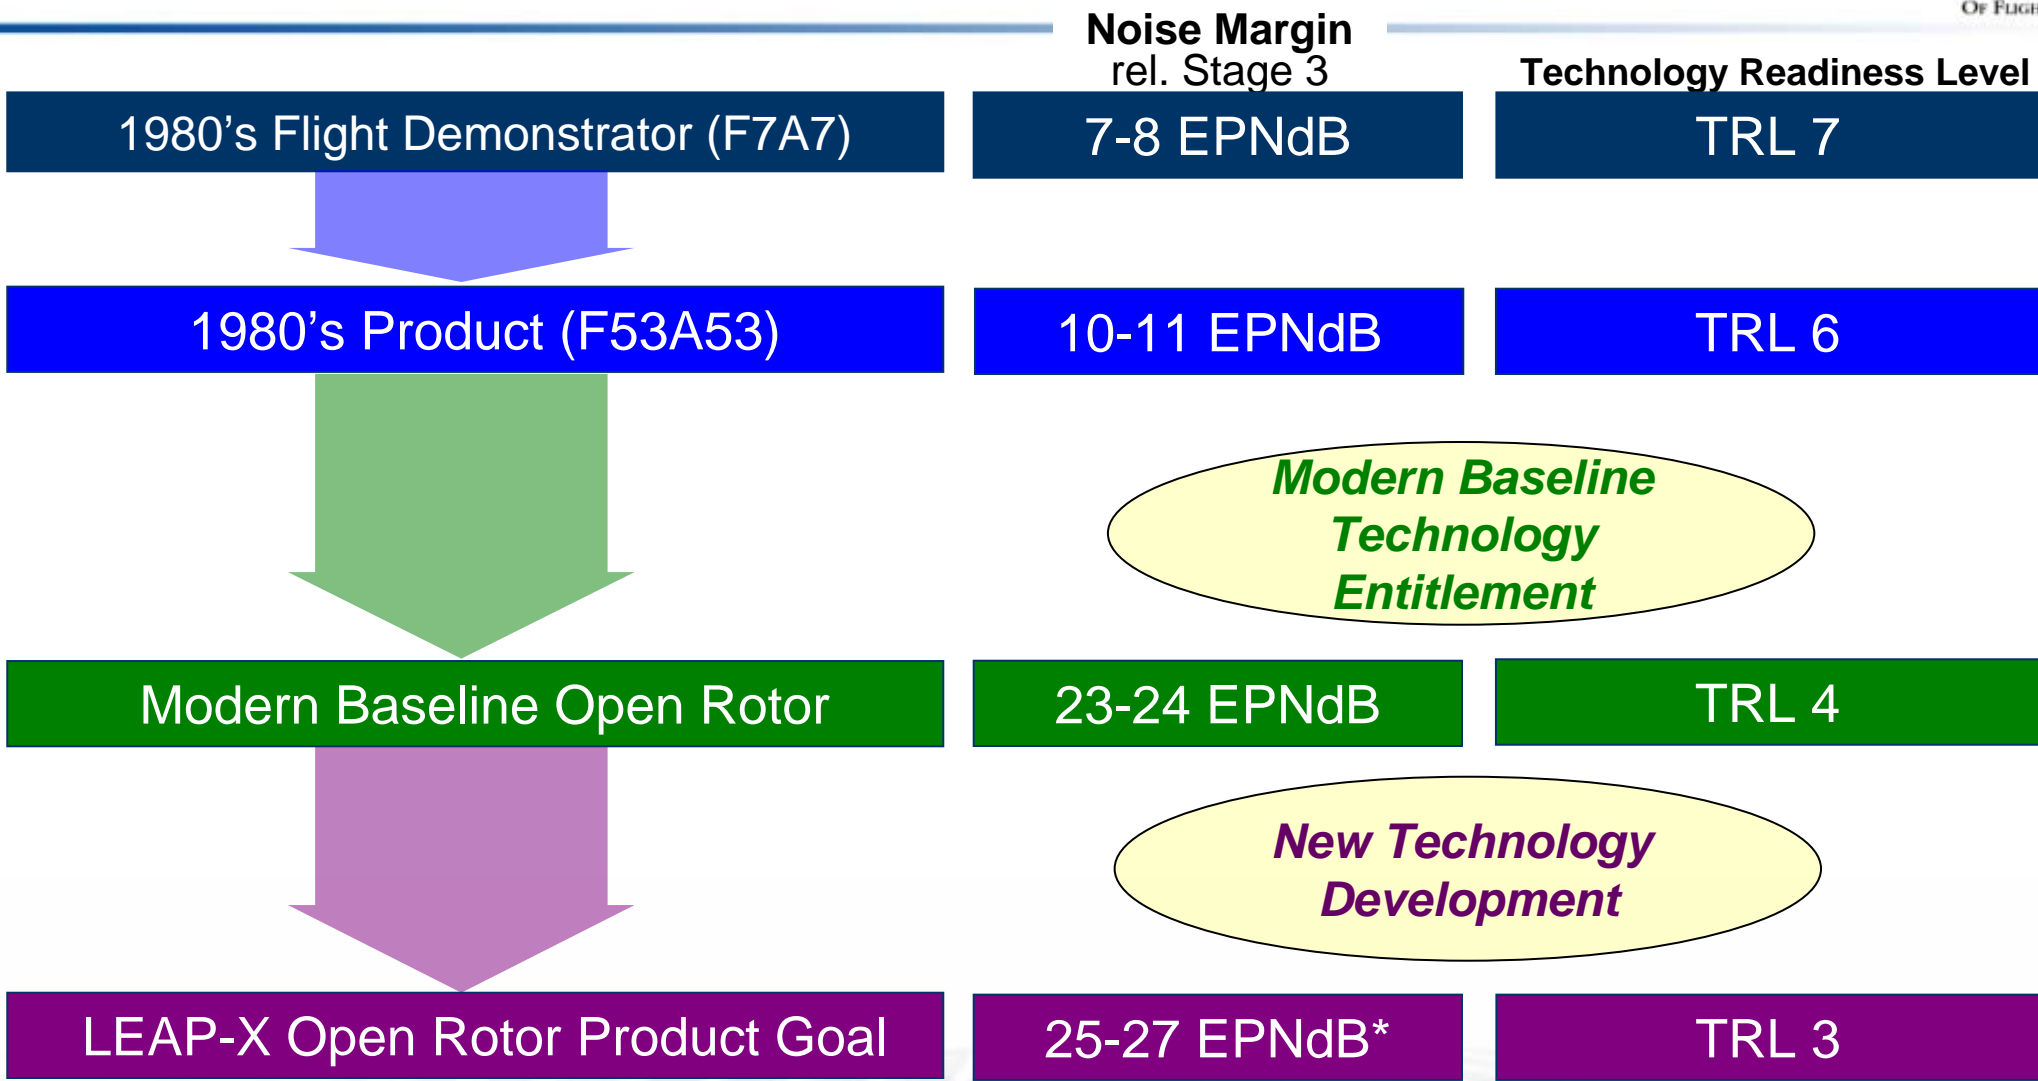 OF FLIGH
Noise Margin
rel. Stage 3
Technology Readiness Level
1980’s Flight Demonstrator (F7A7)
7-8 EPNdB
TRL 7
1980’s Product (F53A53)
10-11 EPNdB
TRL 6
Modern Baseline
Technology
Entitlement
Modern Baseline Open Rotor
23-24 EPNdB
TRL 4
New Technology
Development
LEAP-X Open Rotor Product Goal
25-27 EPNdB*
TRL 3